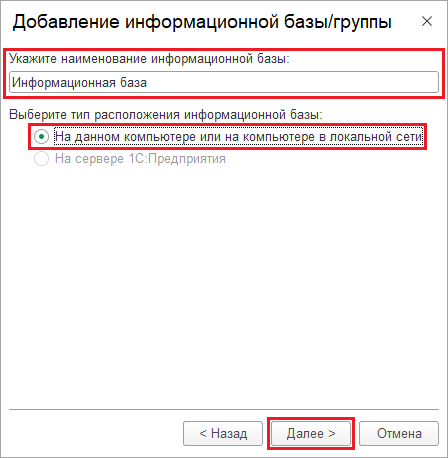 Добавление информационной базы/группы
Укажите наименование информационной базы:
Информационная база
Выберите тип расположения информационной базы:
На данном компьютере или на компьютере в локальной сети
На сервере 1С:Предприятия
< Назад Далее > Отмена